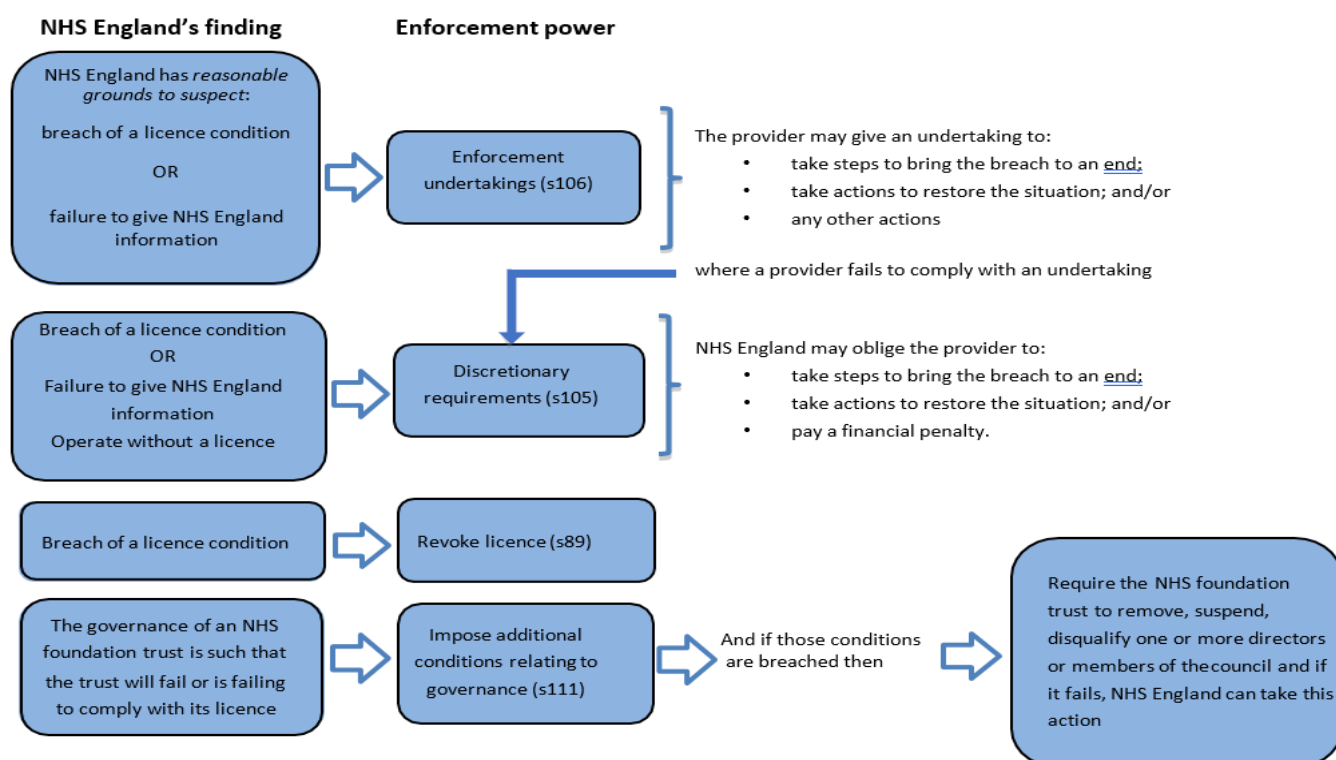 NHS England's finding
Enforcement power
NHS England has reasonable
grounds to suspect:
breach of a licence condition
OR
failure to give NHS England
information
Enforcement
undertakings (s106)
The provider may give an undertaking to:
• take steps to bring the breach to an end;
• take actions to restore the situation; and/or
• any other actions
where a provider fails to comply with an undertaking
Breach of a licence condition
OR
Failure to give NHS England
information
Operate without a licence
Discretionary
requirements (s105)
NHS England may oblige the provider to:
• take steps to bring the breach to an end;
• take actions to restore the situation; and/or
• pay a financial penalty.
Breach of a licence condition
Revoke licence (s89)
The governance of an NHS
foundation trust is such that
the trust will fail or is failing
to comply with its licence
Impose additional
conditions relating to
governance (s111)
And if those conditions
are breached then
Require the NHS foundation
trust to remove, suspend,
disqualify one or more directors
or members of thecouncil and if
it fails, NHS England can take this
action